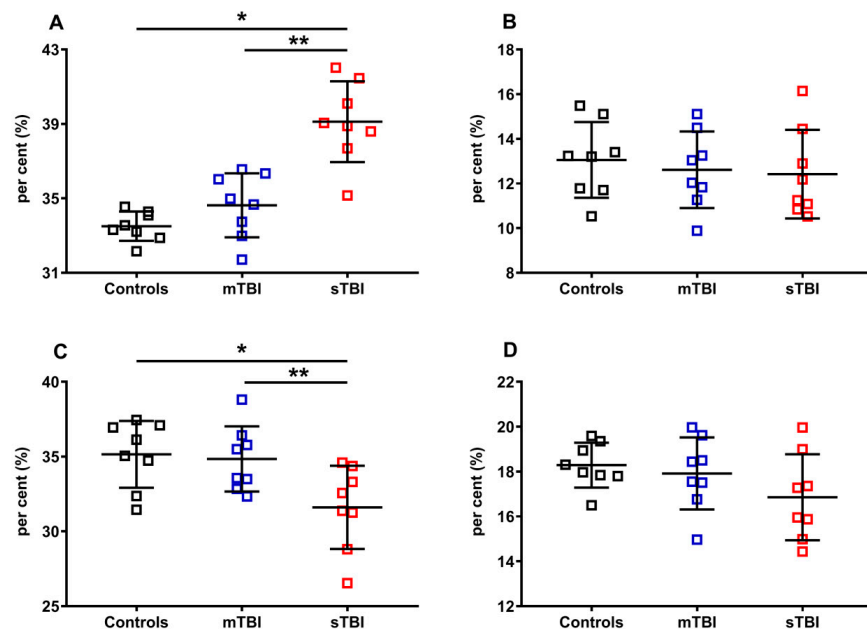 A
*
**
per cent (%)
43
39
35
31
Controls mTBI sTBI
B
per cent (%)
18
16
14
12
10
8
Controls mTBI sTBI
C
*
**
per cent (%)
40
35
30
25
Controls mTBI sTBI
D
per cent (%)
22
20
18
16
14
12
Controls mTBI sTBI